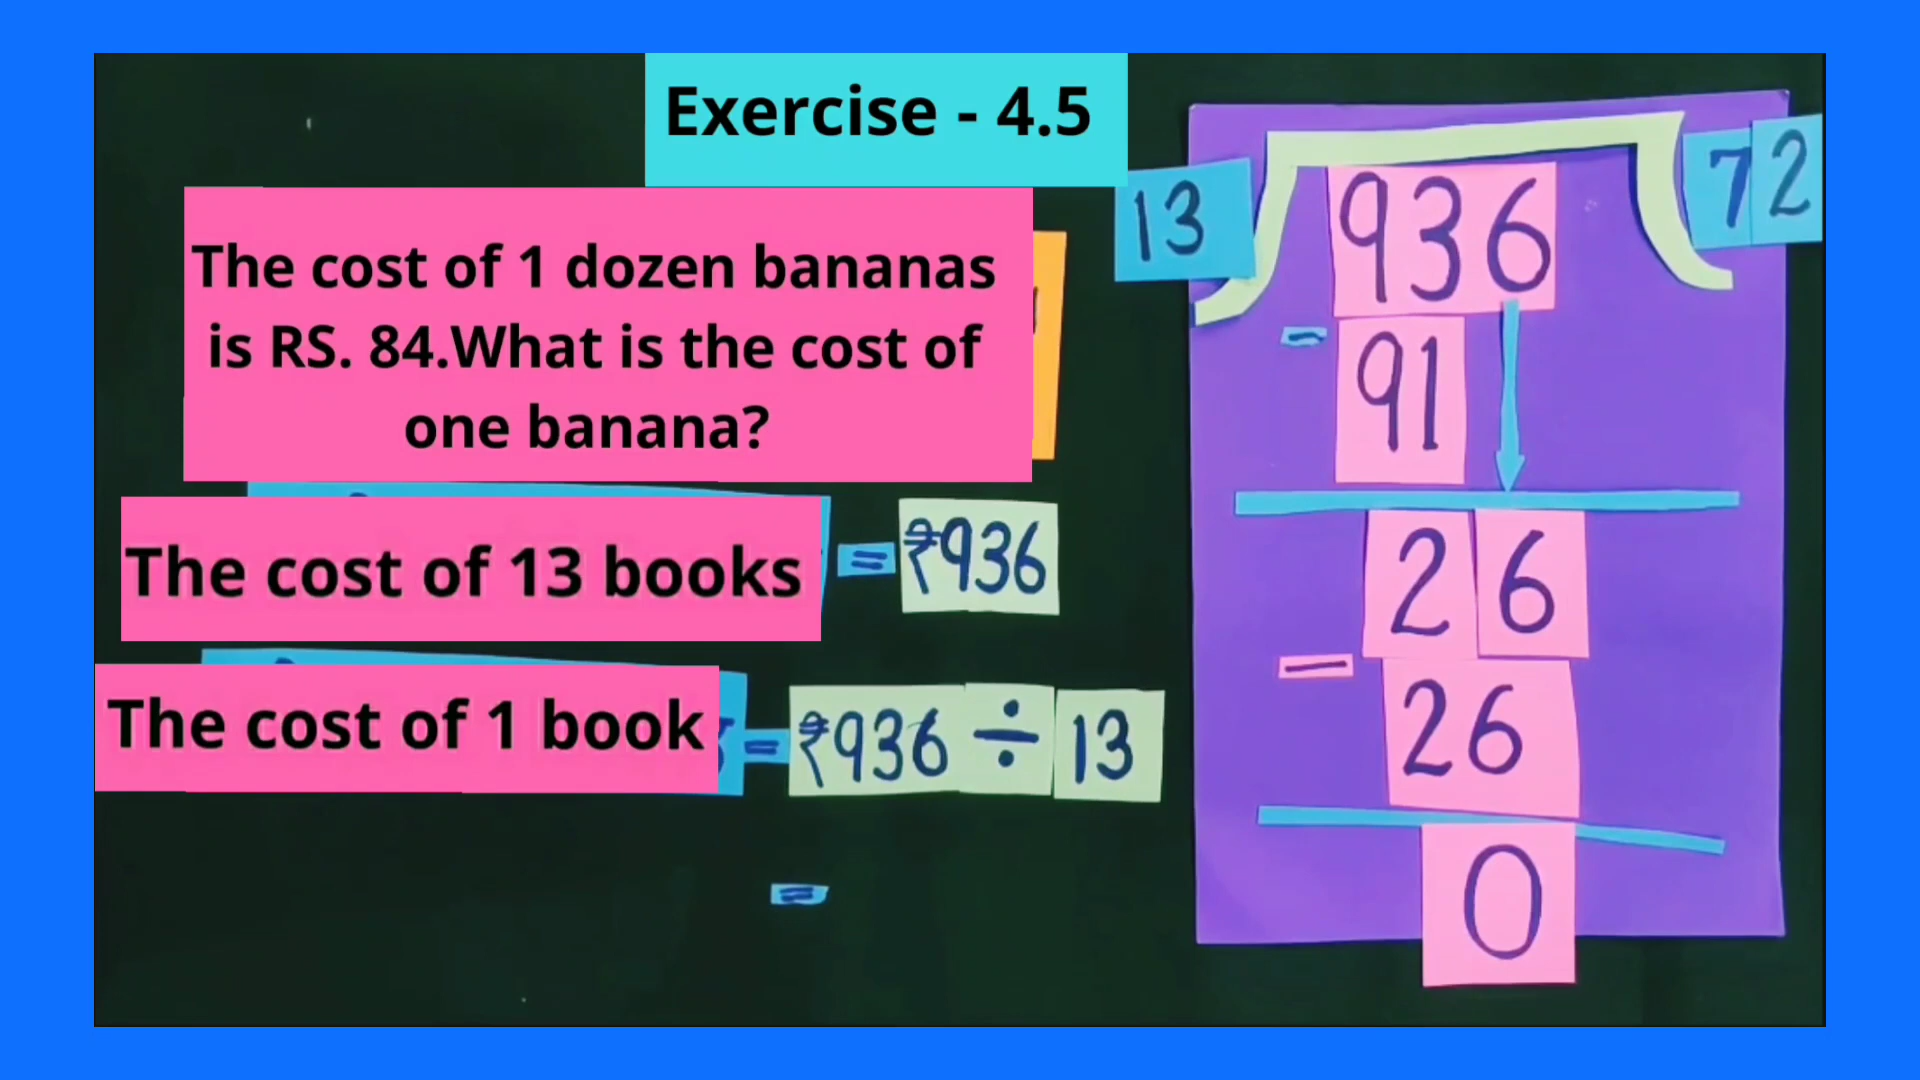 Exercise - 4.5
The cost of 1 dozen bananas
is RS. 84.What is the cost of
one banana?
The cost of 13 books = ₹936
The cost of 1 book = ₹936 ÷ 13
=
13 936 72
- 91
26
- 26
0